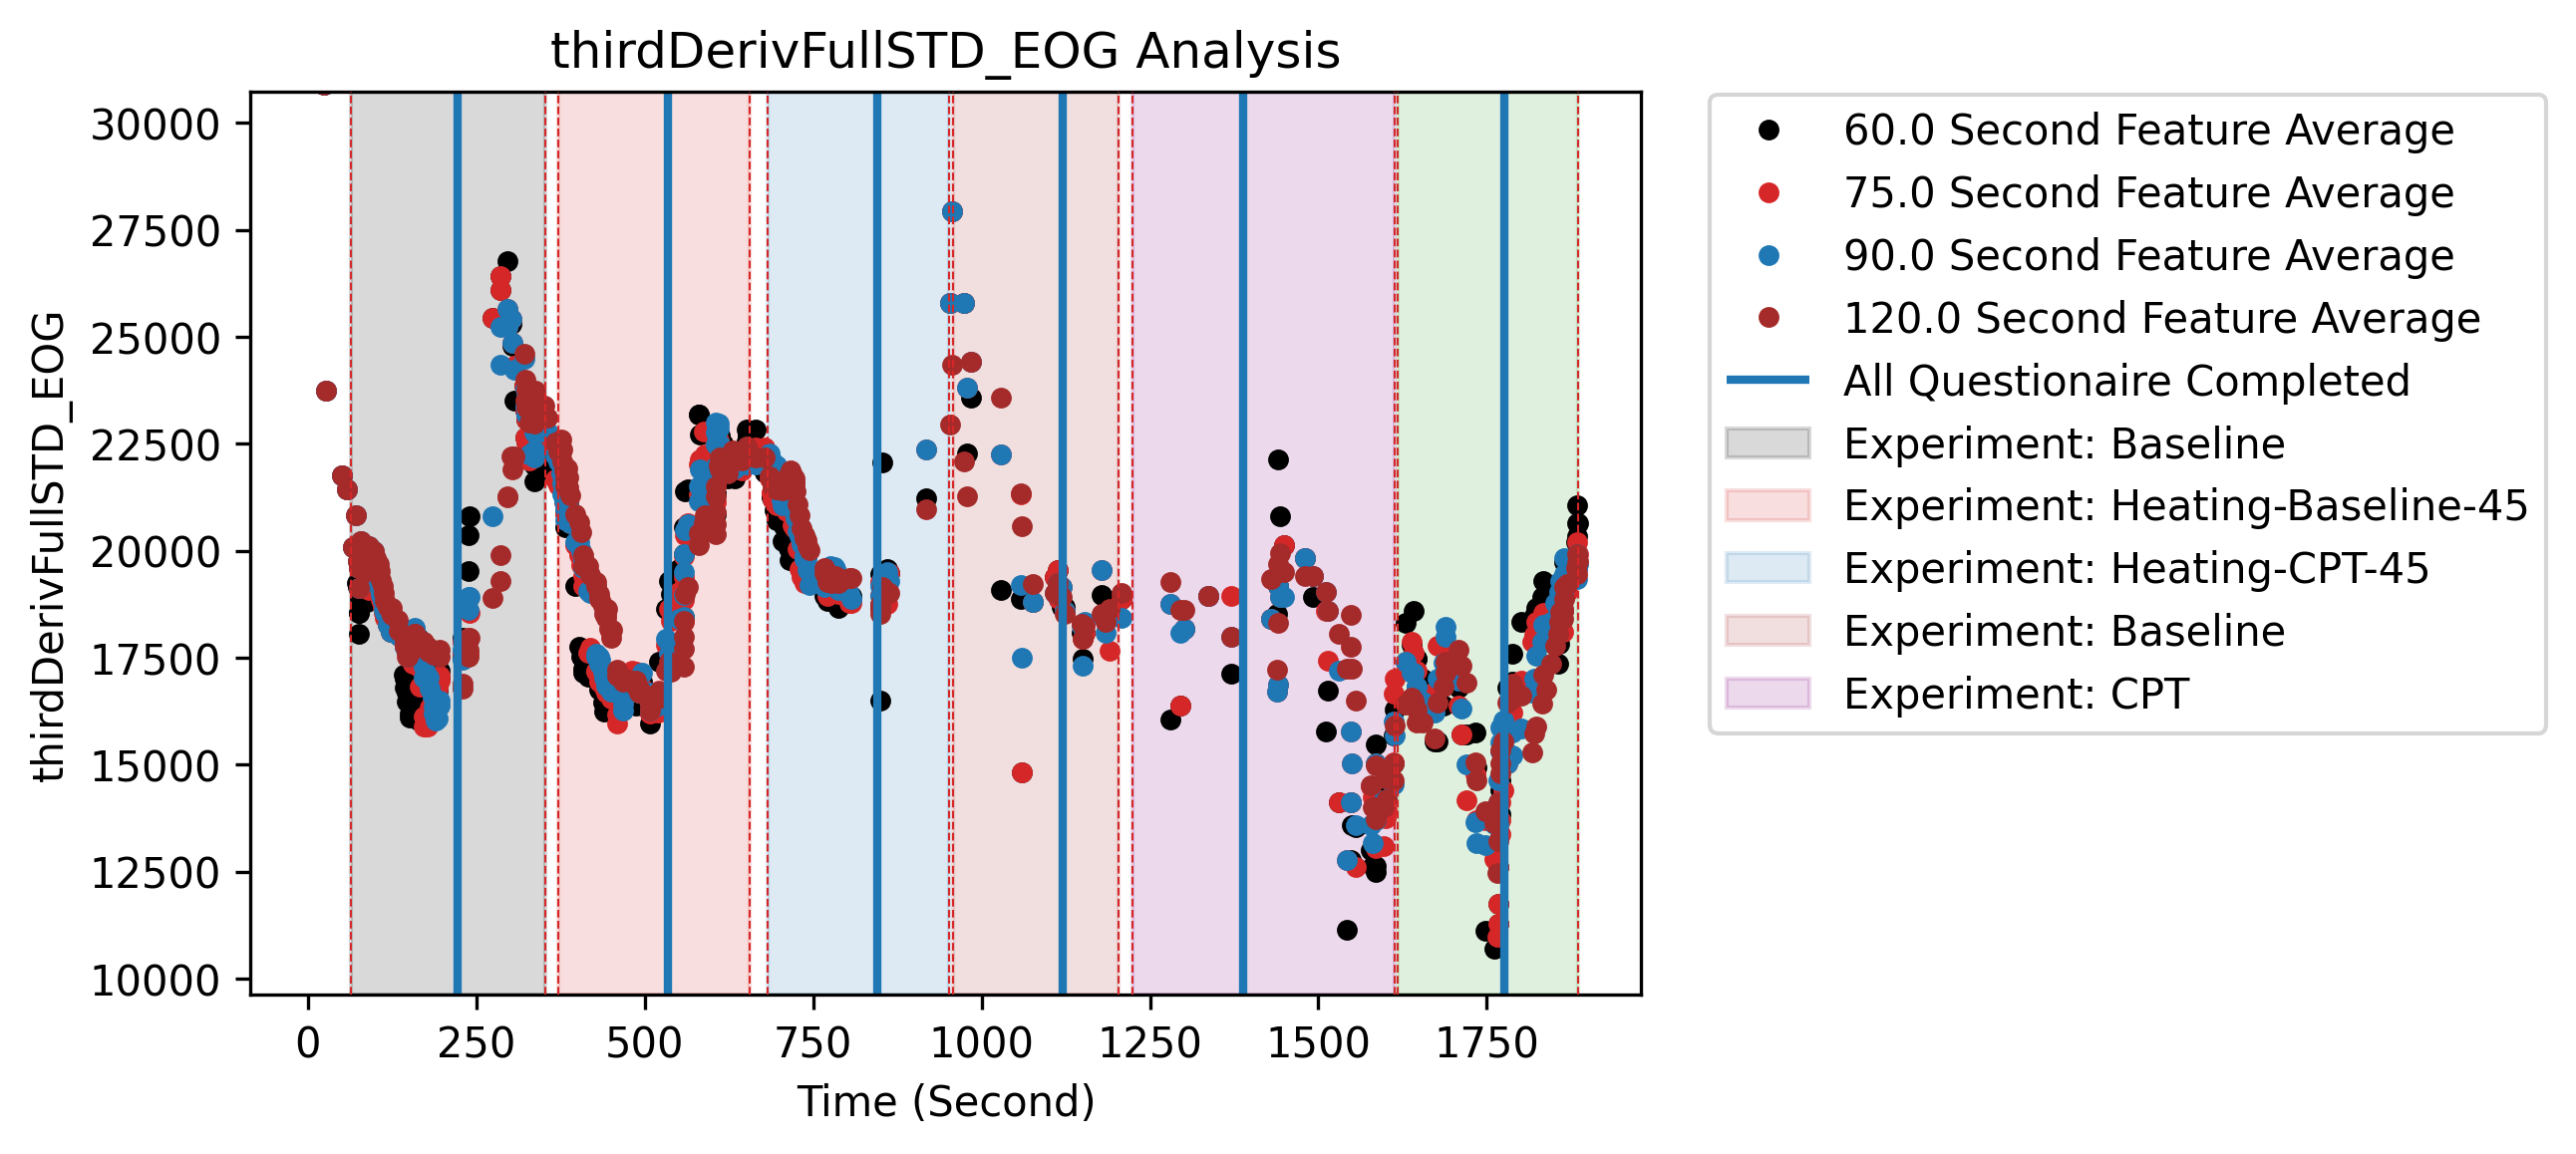 thirdDerivFullSTD_EOG Analysis
thirdDerivFullSTD_EOG
30000
27500
25000
22500
20000
17500
15000
12500
10000
0 250 500 750 1000 1250 1500 1750
Time (Second)
60.0 Second Feature Average
75.0 Second Feature Average
90.0 Second Feature Average
120.0 Second Feature Average
All Questionaire Completed
Experiment: Baseline
Experiment: Heating-Baseline-45
Experiment: Heating-CPT-45
Experiment: Baseline
Experiment: CPT